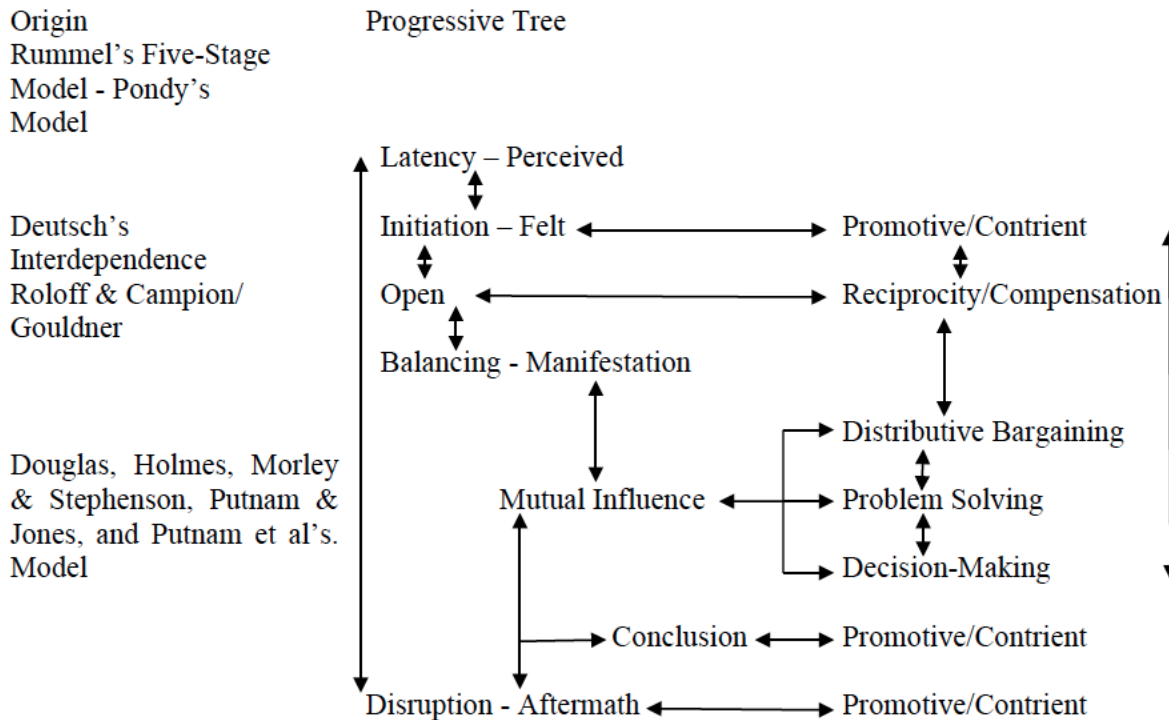 Origin
Progressive Tree
Rummel's Five-Stage
Model - Pondy's
Model
Latency – Perceived
Deutsch's
Initiation – Felt
Promotive/Contrient
Interdependence
Roloff & Campion/
Open
Reciprocity/Compensation
Gouldner
Balancing - Manifestation
Distributive Bargaining
Douglas, Holmes, Morley
& Stephenson, Putnam &
Mutual Influence
Problem Solving
Jones, and Putnam et al's.
Model
Decision-Making
Conclusion
Promotive/Contrient
Disruption - Aftermath
Promotive/Contrient